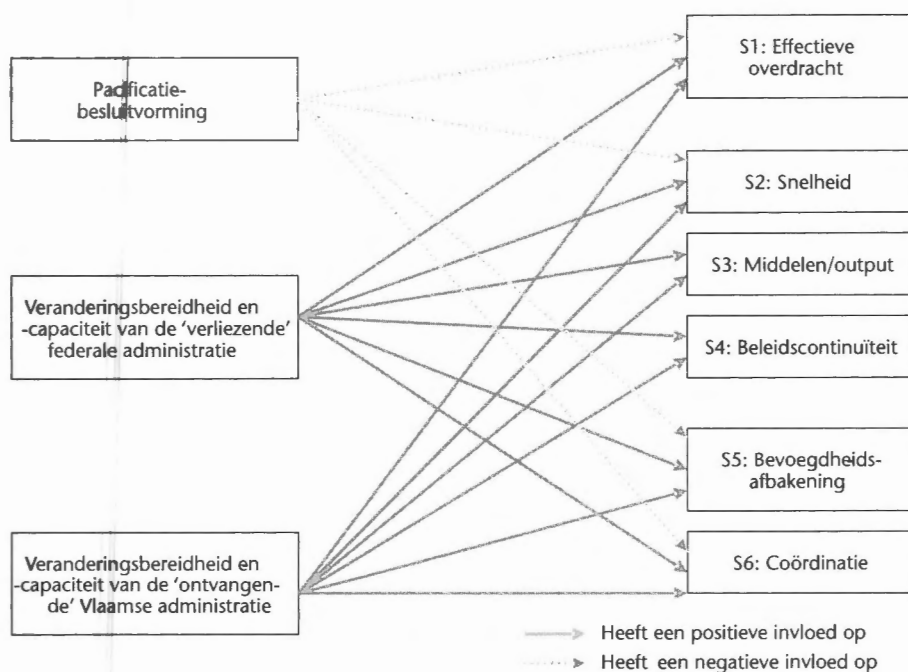 Pacificatie-
besluitvorming
Veranderingsbereidheid en
-capaciteit van de 'verliezende'
federale administratie
Veranderingsbereidheid en
-capaciteit van de 'ontvangen-
de' Vlaamse administratie
S1: Effectieve
overdracht
S2: Snelheid
S3: Middelen/output
S4: Beleidscontinuïteit
S5: Bevoegdheids-
afbakening
S6: Coördinatie
Heeft een positieve invloed op
Heeft een negatieve invloed op